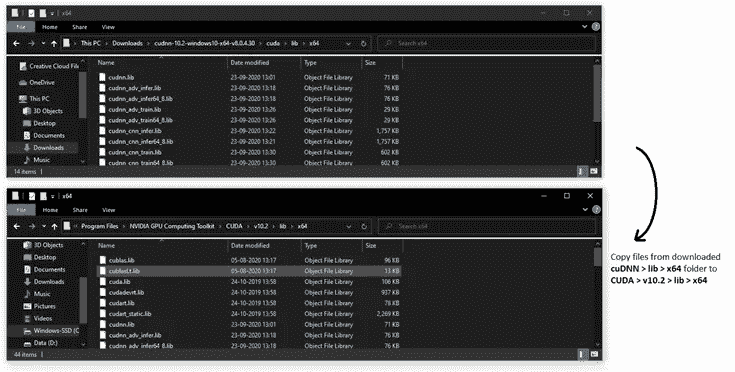 x64
File Home Share View
This PC > Downloads > cudnn-10.2-windows10-x64-v8.0.4.30 > cuda > lib > x64
Search x64
Name Date modified Type Size
Creative Cloud File
OneDrive
This PC
3D Objects
Desktop
Documents
Downloads
Music
cudnn.lib 23-09-2020 13:01 Object File Library 71 KB
cudnn_adv_infer.lib 23-09-2020 13:18 Object File Library 76 KB
cudnn_adv_infer64_8.lib 23-09-2020 13:18 Object File Library 76 KB
cudnn_adv_train.lib 23-09-2020 13:26 Object File Library 29 KB
cudnn_adv_train64_8.lib 23-09-2020 13:26 Object File Library 29 KB
cudnn_cnn_infer.lib 23-09-2020 13:22 Object File Library 1,757 KB
cudnn_cnn_infer64_8.lib 23-09-2020 13:21 Object File Library 1,757 KB
cudnn_cnn_train.lib 23-09-2020 13:30 Object File Library 602 KB
cudnn_cnn_train64_8.lib 23-09-2020 13:30 Object File Library 602 KB
14 items
x64
File Home Share View
Program Files > NVIDIA GPU Computing Toolkit > CUDA > v10.2 > lib > x64
Search x64
Name Date modified Type Size
3D Objects
Desktop
Documents
Downloads
Music
Pictures
Videos
Windows-SSD (C
Data (D:)
cublas.lib 05-08-2020 13:17 Object File Library 96 KB
cublasLt.lib 05-08-2020 13:17 Object File Library 13 KB
cuda.lib 24-10-2019 13:58 Object File Library 106 KB
cudadevrt.lib 24-10-2019 13:58 Object File Library 937 KB
cudart.lib 24-10-2019 13:58 Object File Library 78 KB
cudart_static.lib 24-10-2019 13:58 Object File Library 2,269 KB
cudnn.lib 23-09-2020 13:01 Object File Library 71 KB
cudnn_adv_infer.lib 23-09-2020 13:18 Object File Library 76 KB
cudnn_adv_infer64_8.lib 23-09-2020 13:18 Object File Library 76 KB
44 items
Copy files from downloaded
cuDNN > lib > x64 folder to
CUDA > v10.2 > lib > x64